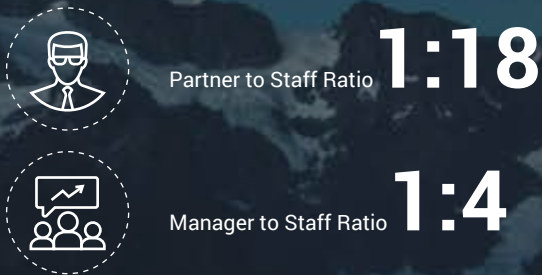 Partner to Staff Ratio 1:18
Manager to Staff Ratio 1:4